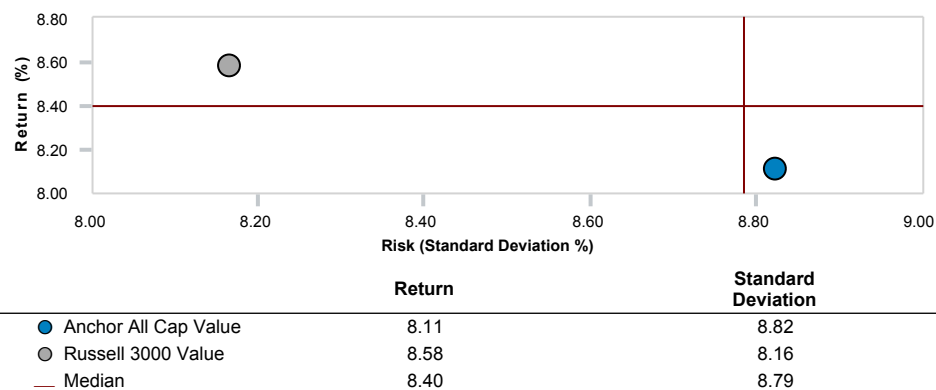 8.80
8.60
8.40
8.20
8.00
Return (%)
8.00 8.20 8.40 8.60 8.80 9.00
Risk (Standard Deviation %)
Return Standard Deviation
Anchor All Cap Value 8.11 8.82
Russell 3000 Value 8.58 8.16
Median 8.40 8.79